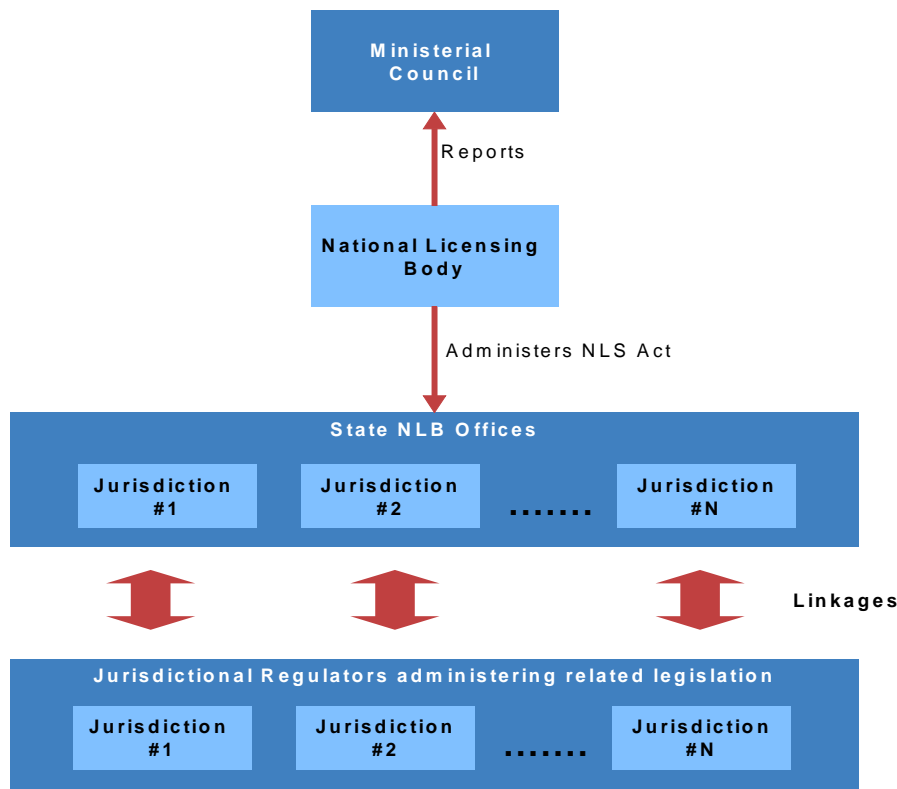 Ministerial
Council
Reports
National Licensing
Body
Administers NLS Act
State NLB Offices
Jurisdiction
#1
Jurisdiction
#2
.......
Jurisdiction
#N
Linkages
Jurisdictional Regulators administering related legislation
Jurisdiction
#1
Jurisdiction
#2
.......
Jurisdiction
#N